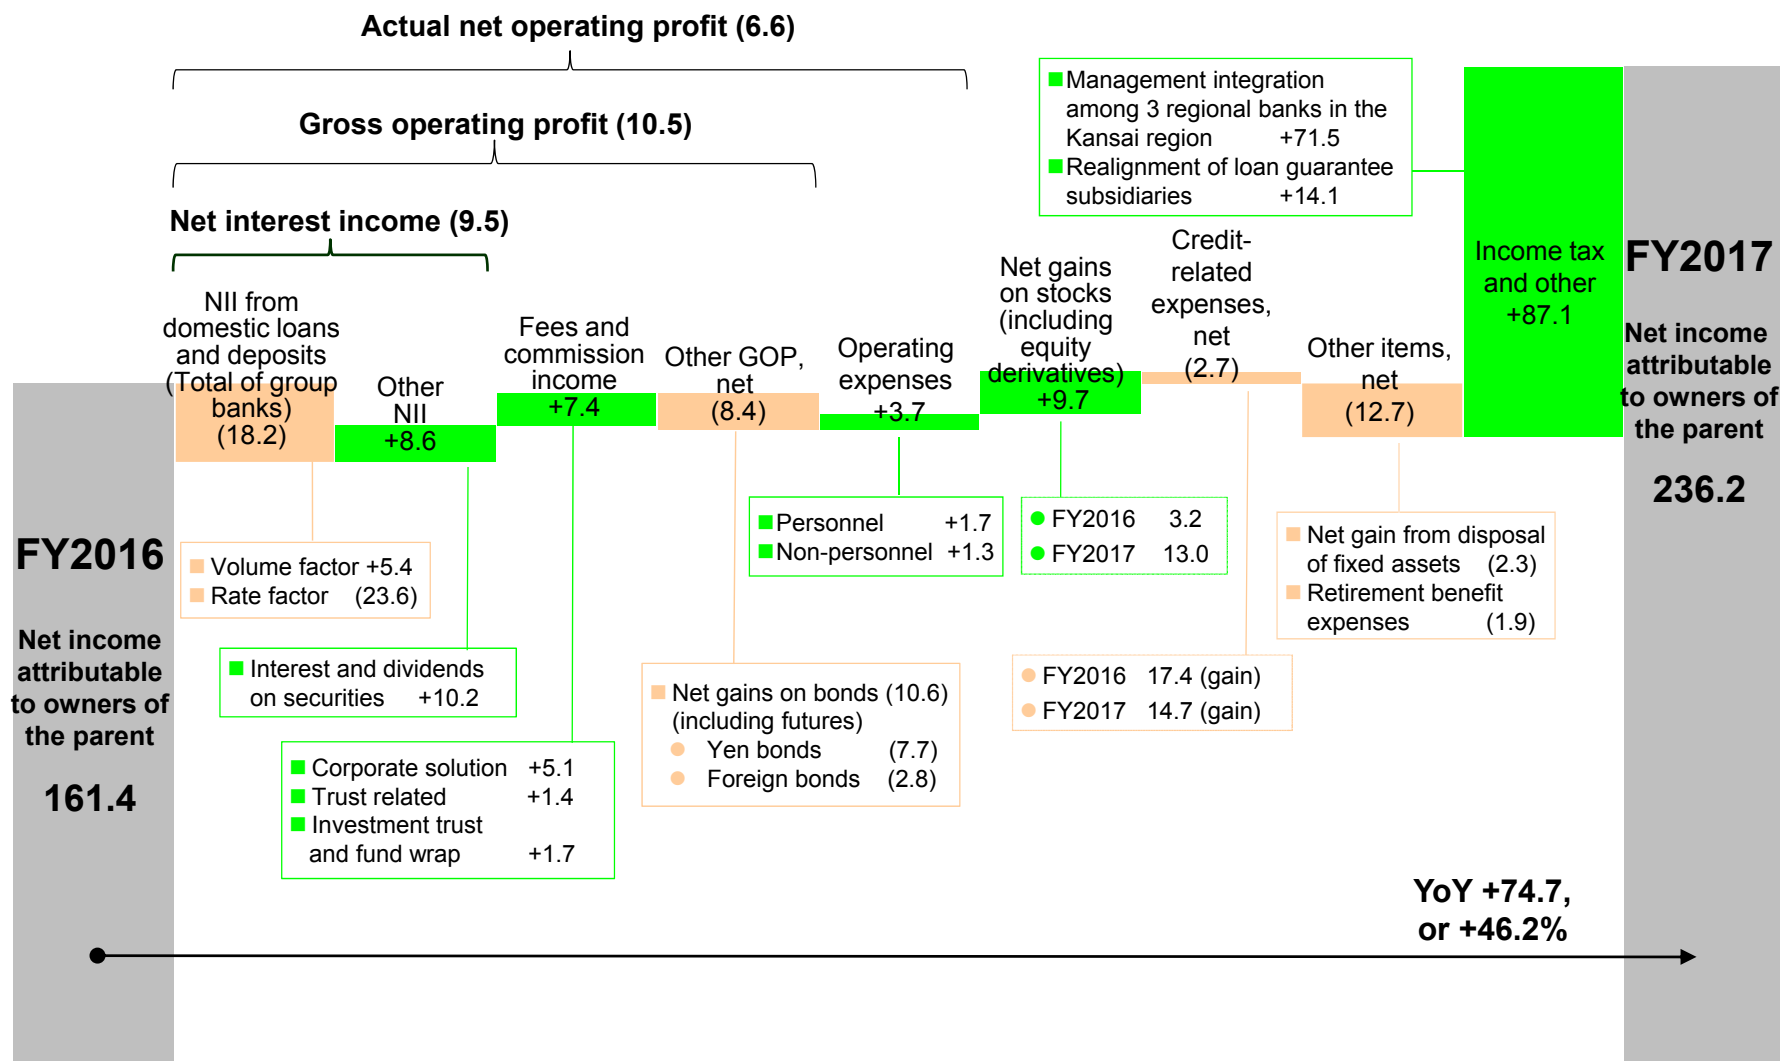 Actual net operating profit (6.6)
Gross operating profit (10.5)
Net interest income (9.5)
FY2016
Net income
attributable
to owners of
the parent
161.4
NII from
domestic loans
and deposits
(Total of group
banks)
(18.2)
Volume factor +5.4
Rate factor (23.6)
Other
NII
+8.6
Interest and dividends
on securities +10.2
Fees and
commission
income
+7.4
Corporate solution +5.1
Trust related +1.4
Investment trust
and fund wrap +1.7
Other GOP,
net
(8.4)
Net gains on bonds (10.6)
(including futures)
Yen bonds (7.7)
Foreign bonds (2.8)
Operating
expenses
+3.7
Personnel +1.7
Non-personnel +1.3
Net gains
on stocks
(including
equity
derivatives)
+9.7
FY2016 3.2
FY2017 13.0
Credit-
related
expenses,
net
(2.7)
FY2016 17.4 (gain)
FY2017 14.7 (gain)
Other items,
net
(12.7)
Net gain from disposal
of fixed assets (2.3)
Retirement benefit
expenses (1.9)
Management integration
among 3 regional banks in the
Kansai region +71.5
Realignment of loan guarantee
subsidiaries +14.1
Income tax
and other
+87.1
FY2017
Net income
attributable
to owners of
the parent
236.2
YoY +74.7,
or +46.2%